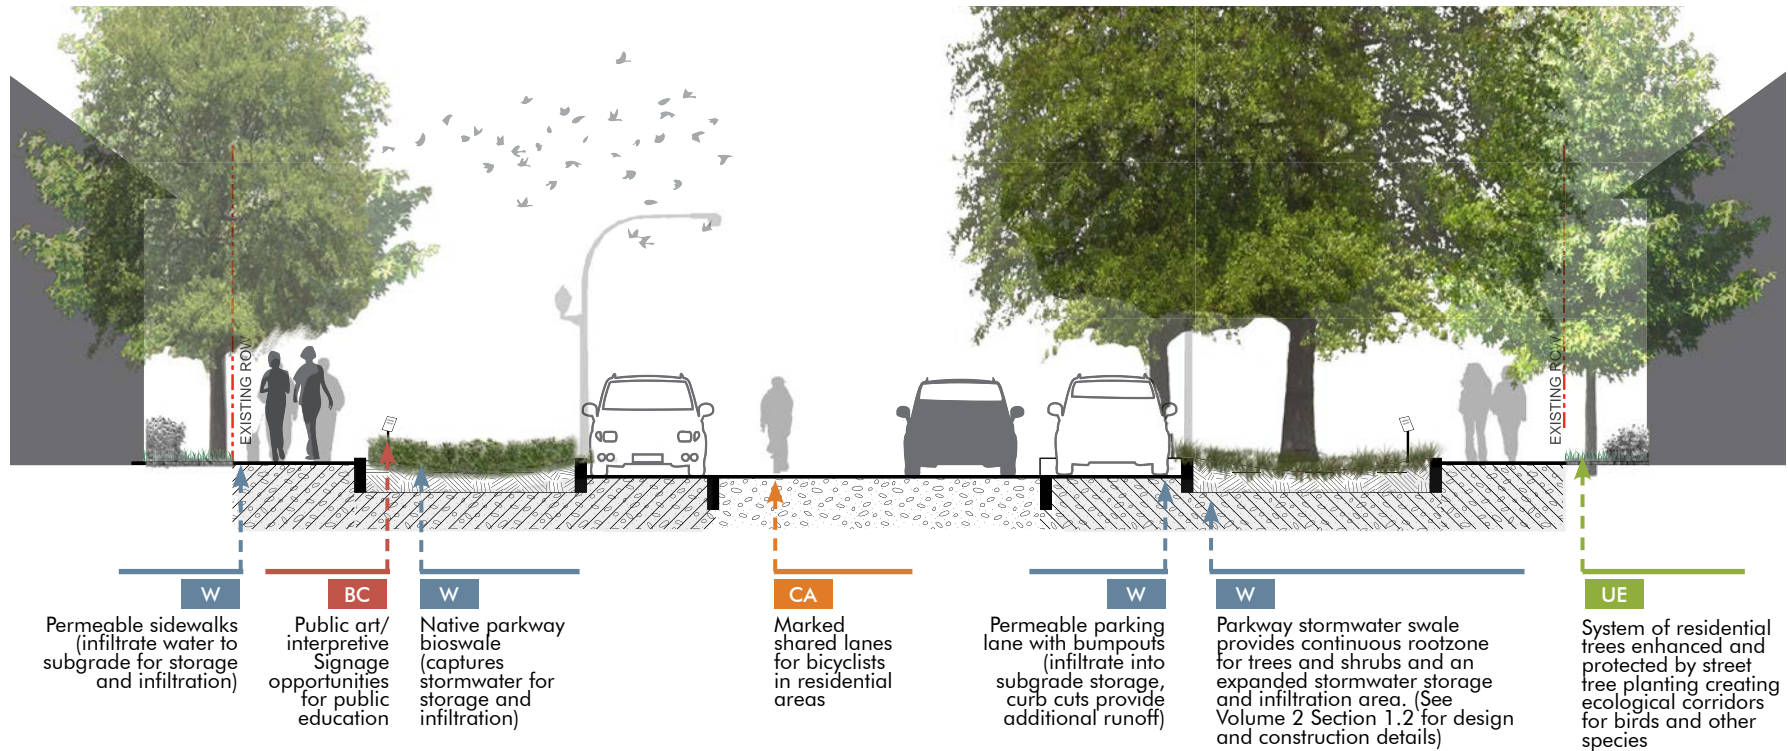 EXISTING ROW
EXISTING ROW
W
Permeable sidewalks
(infiltrate water to
subgrade for storage
and infiltration)
BC
Public art/
interpretive
Signage
opportunities
for public
education
W
Native parkway
bioswale
(captures
stormwater for
storage and
infiltration)
CA
Marked
shared lanes
for bicyclists
in residential
areas
W
Permeable parking
lane with bumpouts
(infiltrate into
subgrade storage,
curb cuts provide
additional runoff)
W
Parkway stormwater swale
provides continuous rootzone
for trees and shrubs and an
expanded stormwater storage
and infiltration area. (See
Volume 2 Section 1.2 for design
and construction details)
UE
System of residential
trees enhanced and
protected by street
tree planting creating
ecological corridors
for birds and other
species